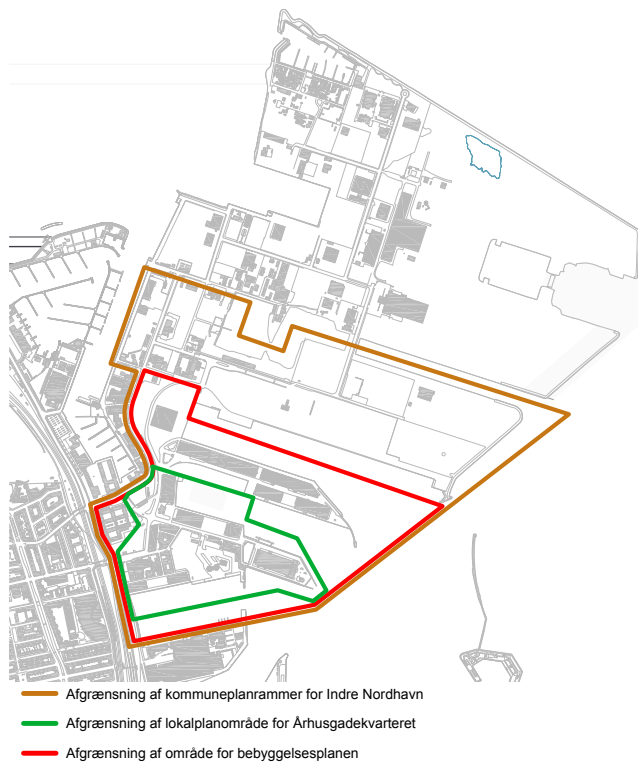 Afgrænsning af kommuneplanrammer for Indre Nordhavn
Afgrænsning af lokalplanområde for Århusgadekvarteret
Afgrænsning af område for bebyggelsesplanen